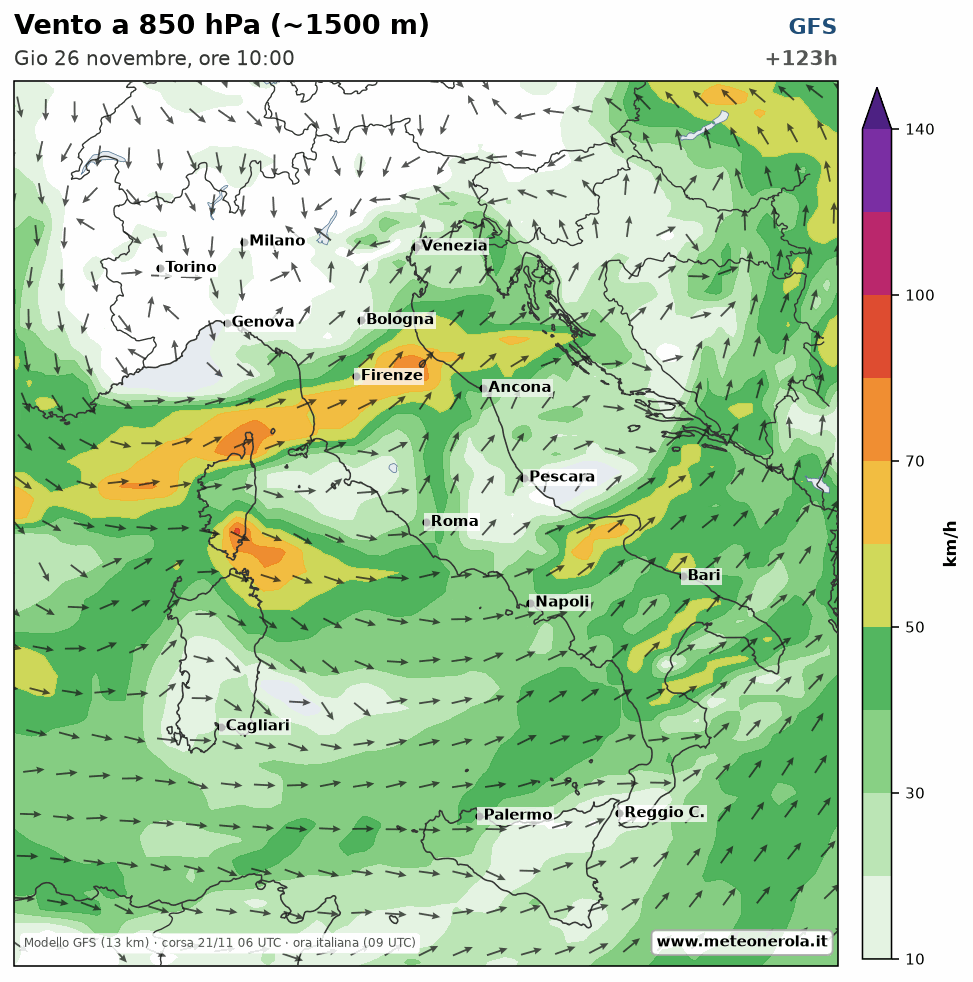 Vento a 850 hPa (~1500 m)
GFS
Gio 26 novembre, ore 10:00
+123h
140
Venezia
Milano
Torino
100
Bologna
Genova
Firenze
Ancona
70
Pescara
Roma
km/h
Bari
Napoli
50
Cagliari
30
Reggio C.
Palermo
Modello GFS (13 km) · corsa 21/11 06 UTC · ora italiana (09 UTC)
www.meteonerola.it
10